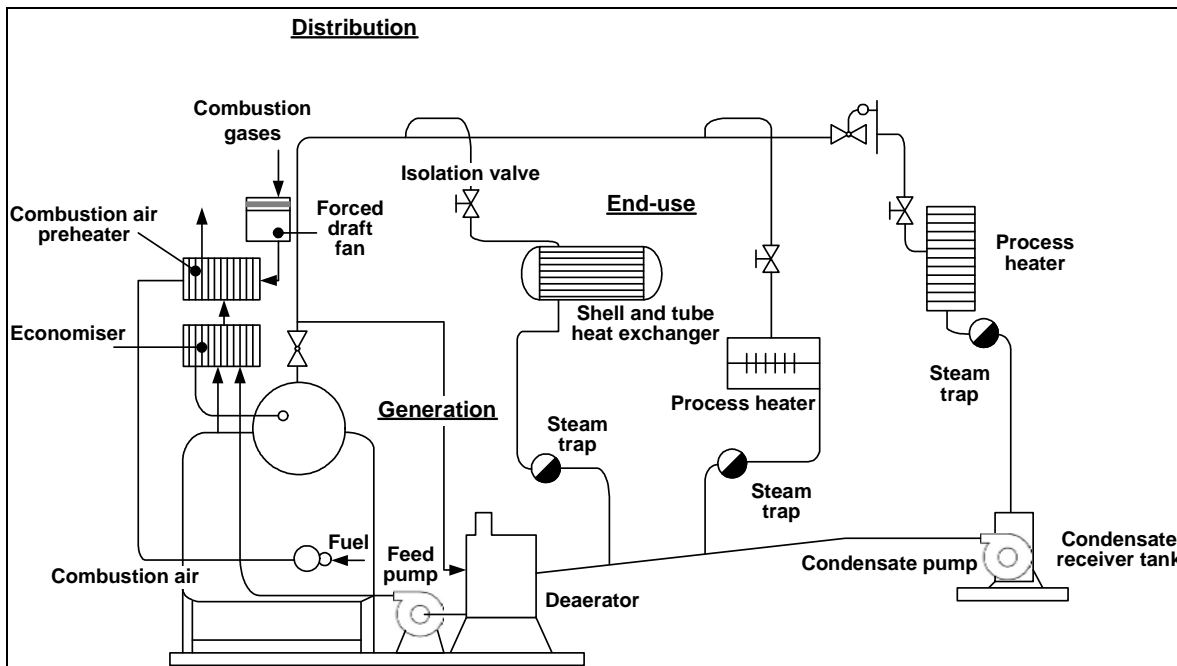 Distribution
Combustion
gases
Isolation valve
End-use
Combustion air
preheater
Forced
draft
fan
Process
heater
Shell and tube
heat exchanger
Economiser
Steam
trap
Generation
Process heater
Steam
trap
Steam
trap
Fuel
Feed
pump
Condensate pump
Condensate
receiver tank
Combustion air
Deaerator